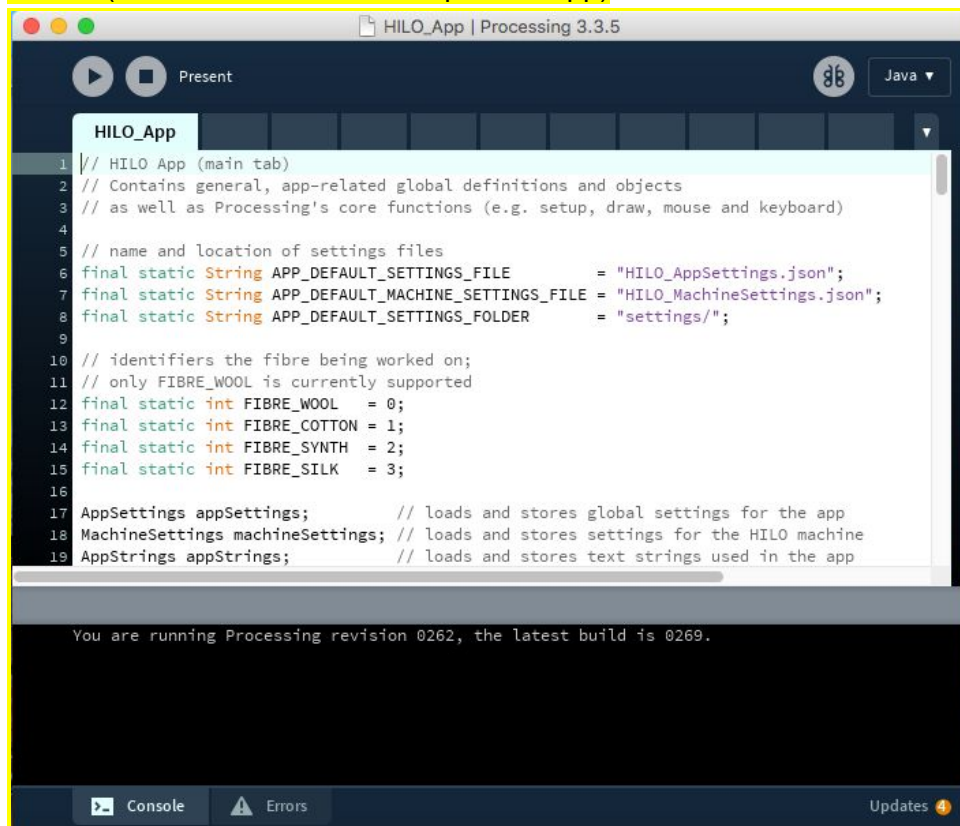 HILO_App | Processing 3.3.5
Present
Java ▼
HILO_App
▼
1 // HILO App (main tab)
2 // Contains general, app-related global definitions and objects
3 // as well as Processing's core functions (e.g. setup, draw, mouse and keyboard)
4
5 // name and location of settings files
6 final static String APP_DEFAULT_SETTINGS_FILE         = "HILO_AppSettings.json";
7 final static String APP_DEFAULT_MACHINE_SETTINGS_FILE = "HILO_MachineSettings.json";
8 final static String APP_DEFAULT_SETTINGS_FOLDER       = "settings/";
9
10 // identifiers the fibre being worked on;
11 // only FIBRE_WOOL is currently supported
12 final static int FIBRE_WOOL   = 0;
13 final static int FIBRE_COTTON = 1;
14 final static int FIBRE_SYNTH  = 2;
15 final static int FIBRE_SILK   = 3;
16
17 AppSettings appSettings;         // loads and stores global settings for the app
18 MachineSettings machineSettings; // loads and stores settings for the HILO machine
19 AppStrings appStrings;           // loads and stores text strings used in the app
You are running Processing revision 0262, the latest build is 0269.
Console
Errors
Updates 4